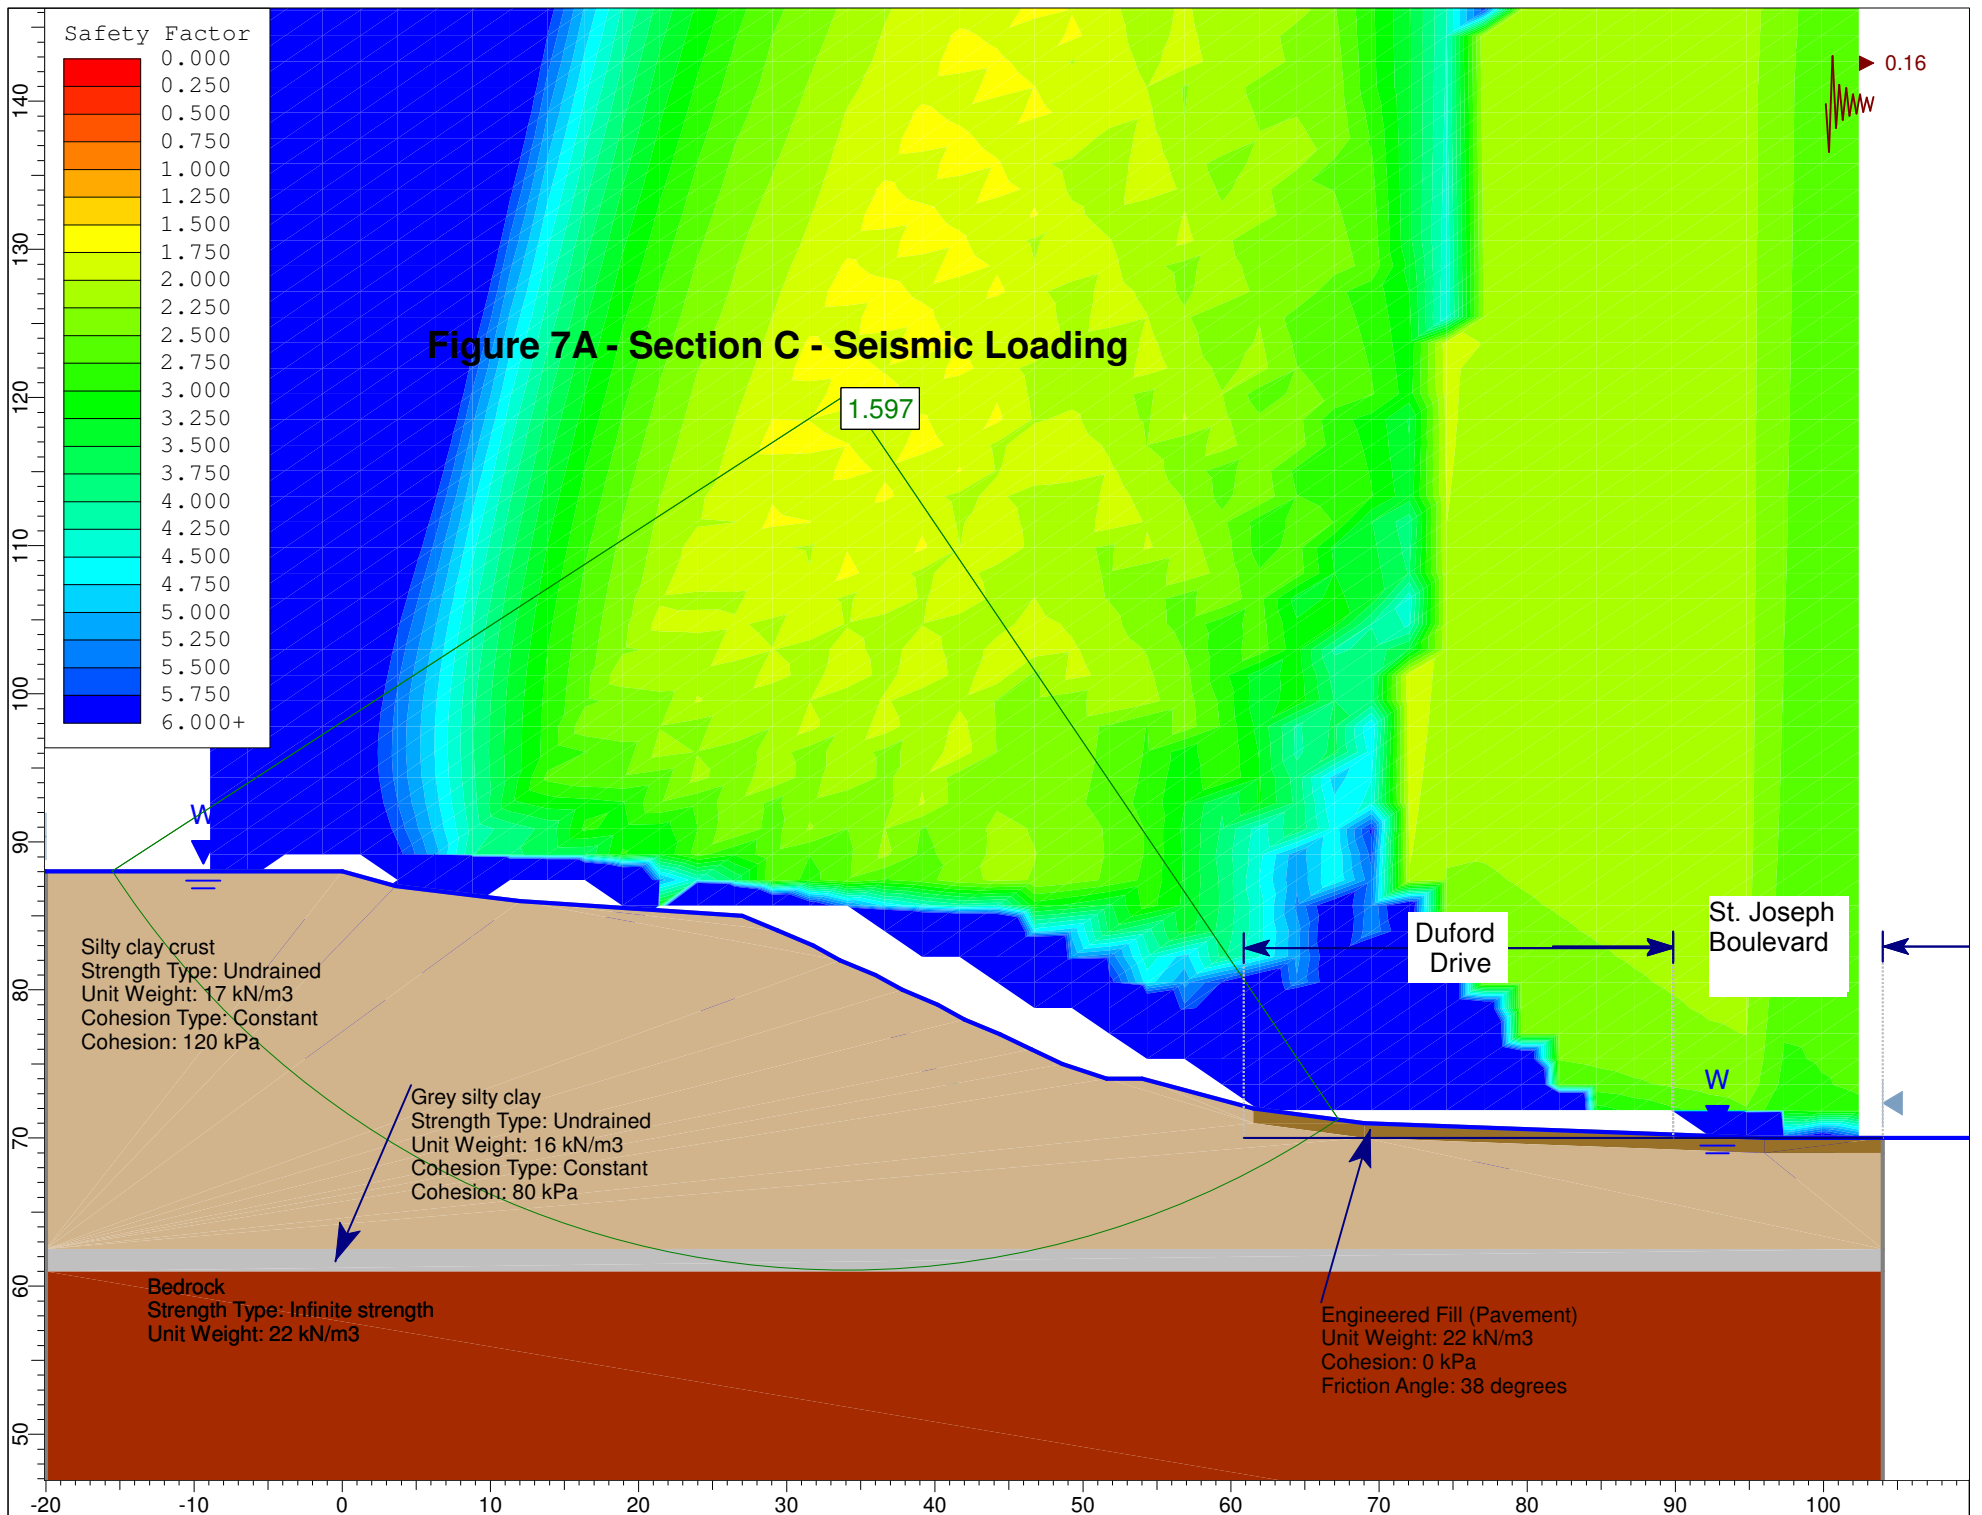 Safety Factor
0.000
0.250
0.500
0.750
1.000
1.250
1.500
1.750
2.000
2.250
2.500
2.750
3.000
3.250
3.500
3.750
4.000
4.250
4.500
4.750
5.000
5.250
5.500
5.750
6.000+
0.16
Figure 7A - Section C - Seismic Loading
1.597
W
Silty clay crust
Strength Type: Undrained
Unit Weight: 17 kN/m3
Cohesion Type: Constant
Cohesion: 120 kPa
Grey silty clay
Strength Type: Undrained
Unit Weight: 16 kN/m3
Cohesion Type: Constant
Cohesion: 80 kPa
Bedrock
Strength Type: Infinite strength
Unit Weight: 22 kN/m3
Duford
Drive
St. Joseph
Boulevard
W
Engineered Fill (Pavement)
Unit Weight: 22 kN/m3
Cohesion: 0 kPa
Friction Angle: 38 degrees
140
130
120
110
100
90
80
70
60
50
-20 -10 0 10 20 30 40 50 60 70 80 90 100